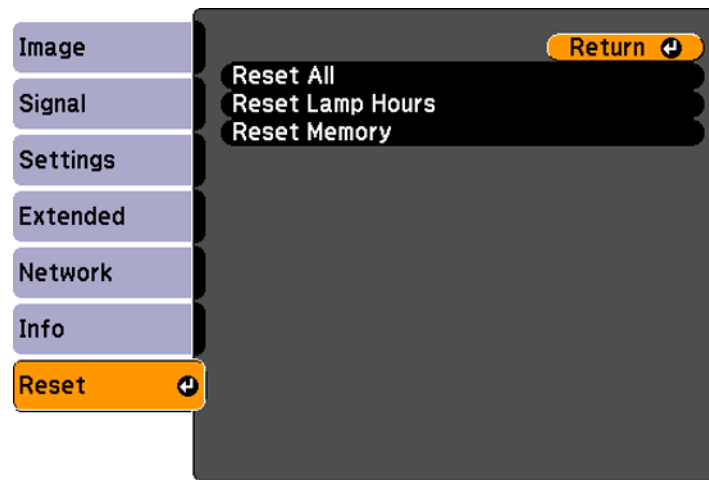 Image
Signal
Settings
Extended
Network
Info
Reset
Return
Reset All
Reset Lamp Hours
Reset Memory